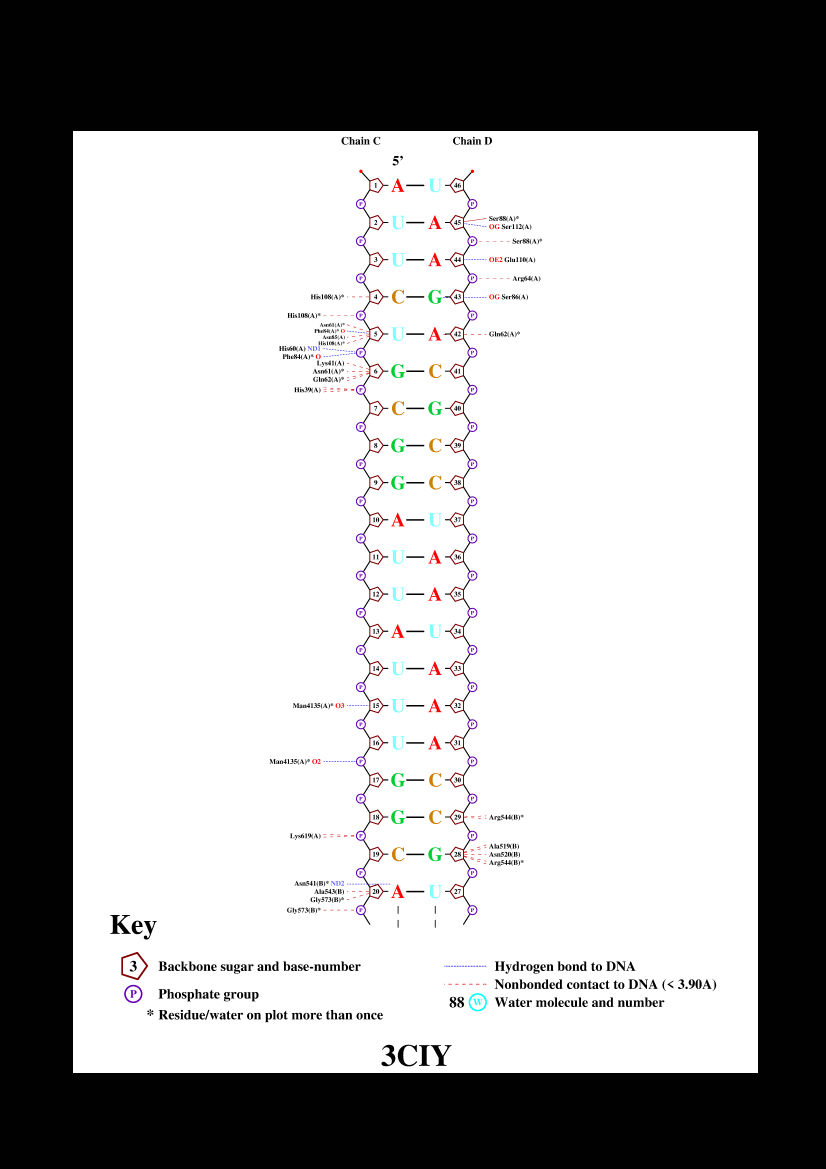 Chain C Chain D
5’
1 A U 46
P P
2 U A 45 Ser88(A)*
OG Ser112(A)
P P Ser88(A)*
3 U A 44 OE2 Glu110(A)
P P Arg64(A)
His108(A)* 4 C G 43 OG Ser86(A)
His108(A)* P P
Asn61(A)*
Phe84(A)* O
5 U A 42 Gln62(A)*
Asn85(A)
His108(A)*
His60(A) ND1
P P
Phe84(A)* O
Lys41(A)
Asn61(A)* 6 G C 41
Gln62(A)*
His39(A) P P
7 C G 40
P P
8 G C 39
P P
9 G C 38
P P
10 A U 37
P P
11 U A 36
P P
12 U A 35
P P
13 A U 34
P P
14 U A 33
P P
Man4135(A)* O3 15 U A 32
P P
16 U A 31
Man4135(A)* O2 P P
17 G C 30
P P
18 G C 29 Arg544(B)*
Lys619(A) P P
Ala519(B)
19 C G 28 Asn520(B)
Arg544(B)*
P P
Asn541(B)* ND2
Ala543(B) 20 A U 27
Gly573(B)*
Gly573(B)* P P
Key
3 Backbone sugar and base-number
P Phosphate group
* Residue/water on plot more than once
Hydrogen bond to DNA
Nonbonded contact to DNA (< 3.90A)
88 W Water molecule and number
3CIY